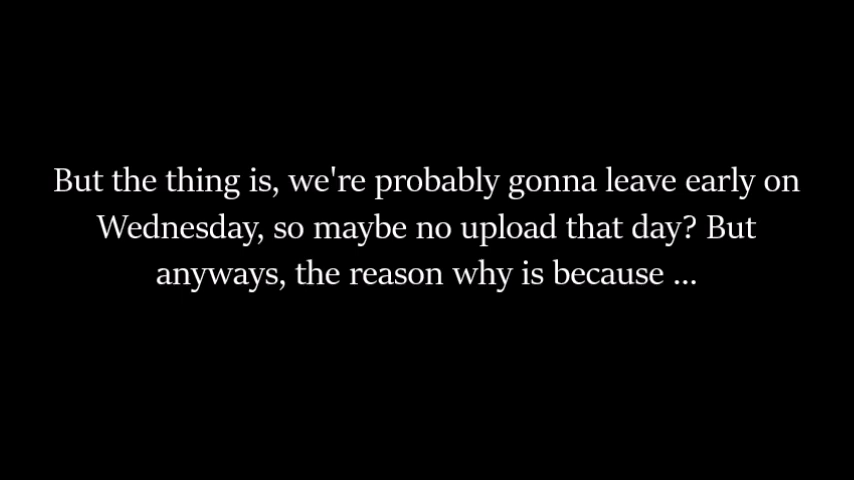 But the thing is, we're probably gonna leave early on
Wednesday, so maybe no upload that day? But
anyways, the reason why is because ...